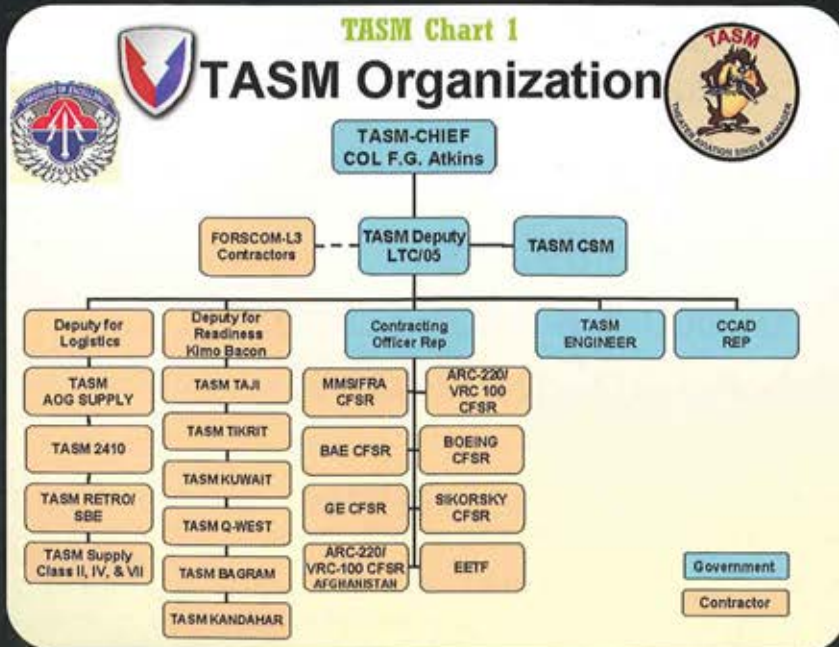 TASM Chart 1
TASM Organization
TASM
THEATER AVIATION SINGLE MANAGER
TASM-CHIEF
COL F.G. Atkins
FORSCOM-L3
Contractors
TASM Deputy
LTC/05
TASM CSM
Deputy for
Logistics
Deputy for
Readiness
Kimo Bacon
Contracting
Officer Rep
TASM
ENGINEER
CCAD
REP
TASM
AOG SUPPLY
TASM 2410
TASM RETRO/
SBE
TASM Supply
Class II, IV, & VII
TASM TAJI
TASM TIKRIT
TASM KUWAIT
TASM Q-WEST
TASM BAGRAM
TASM KANDAHAR
MMS/FRA
CFSR
ARC-220/
VRC 100
CFSR
BAE CFSR
BOEING
CFSR
GE CFSR
SIKORSKY
CFSR
ARC-220/
VRC-100 CFSR
AFGHANISTAN
EETF
Government
Contractor